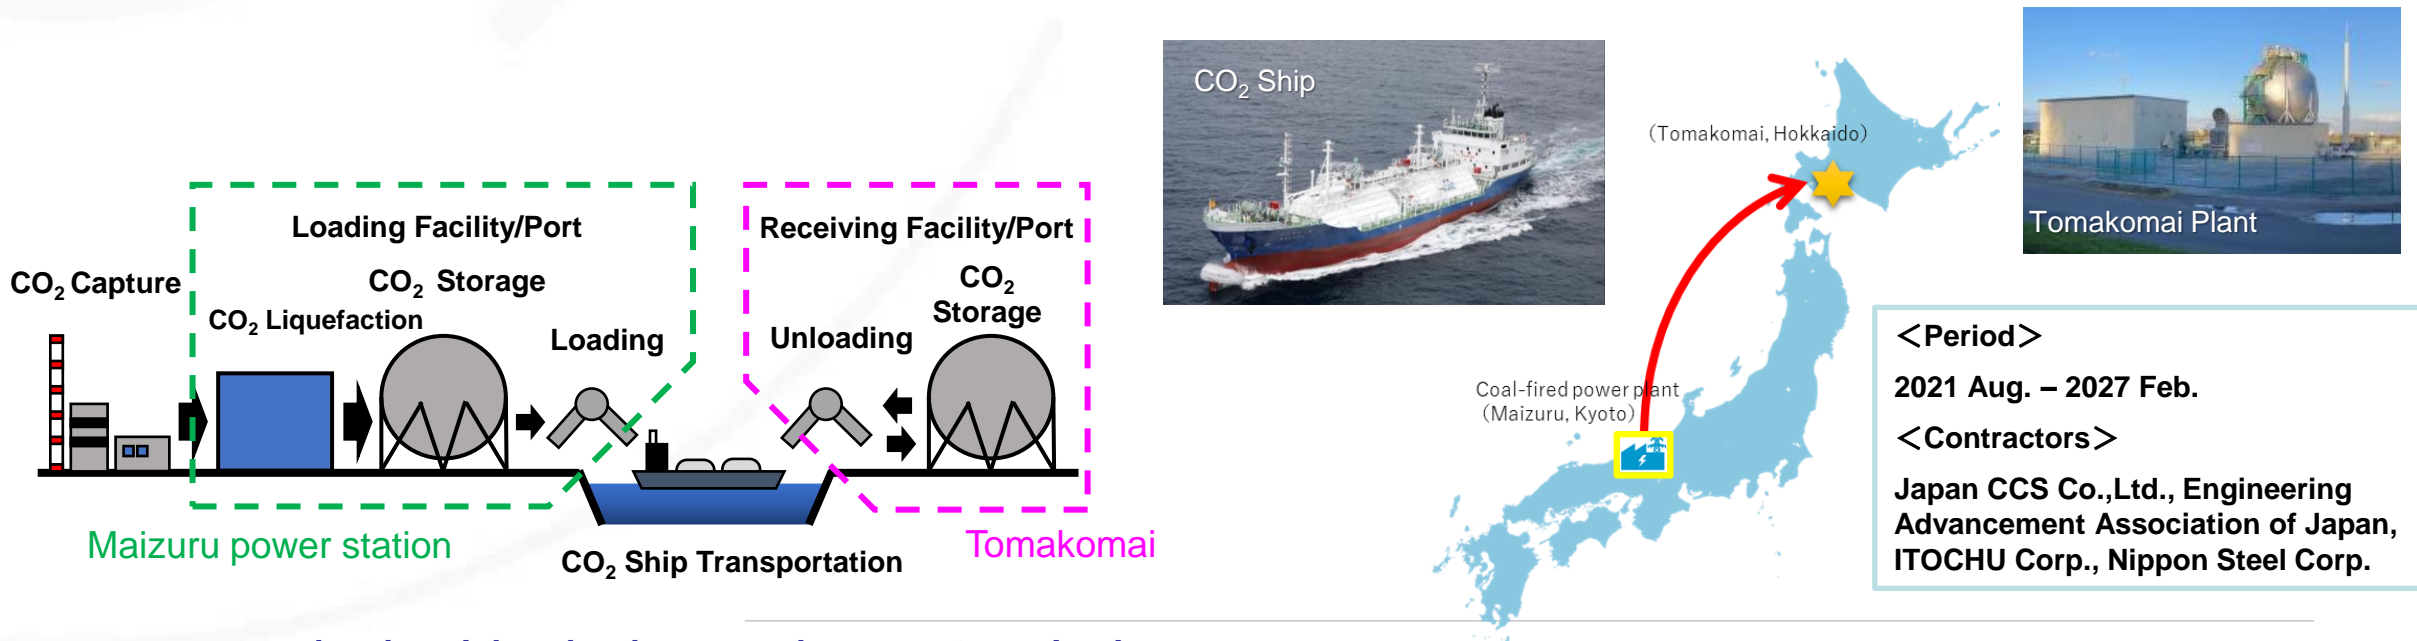 Loading Facility/Port
CO₂ Capture
CO₂ Storage
CO₂ Liquefaction
Loading
Maizuru power station
Receiving Facility/Port
CO₂
Storage
Unloading
Tomakomai
CO₂ Ship Transportation
CO₂ Ship
(Tomakomai, Hokkaido)
Coal-fired power plant
(Maizuru, Kyoto)
Tomakomai Plant
＜Period＞
2021 Aug. – 2027 Feb.
＜Contractors＞
Japan CCS Co.,Ltd., Engineering
Advancement Association of Japan,
ITOCHU Corp., Nippon Steel Corp.